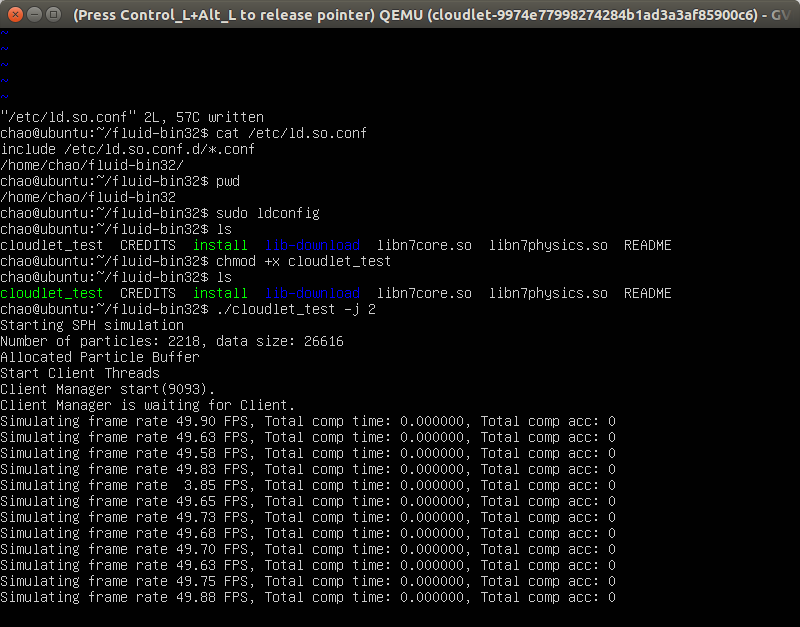 (Press Control_L+Alt_L to release pointer) QEMU (cloudlet-9974e77998274284b1ad3a3af85900c6) - GV
~
~
~
~
~
"/etc/ld.so.conf" 2L, 57C written
chao@ubuntu:~/fluid-bin32$ cat /etc/ld.so.conf
include /etc/ld.so.conf.d/*.conf
/home/chao/fluid-bin32/
chao@ubuntu:~/fluid-bin32$ pwd
/home/chao/fluid-bin32
chao@ubuntu:~/fluid-bin32$ sudo ldconfig
chao@ubuntu:~/fluid-bin32$ ls
cloudlet_test  CREDITS  install  lib-download  libn7core.so  libn7physics.so  README
chao@ubuntu:~/fluid-bin32$ chmod +x cloudlet_test
chao@ubuntu:~/fluid-bin32$ ls
cloudlet_test  CREDITS  install  lib-download  libn7core.so  libn7physics.so  README
chao@ubuntu:~/fluid-bin32$ ./cloudlet_test -j 2
Starting SPH simulation
Number of particles: 2218, data size: 26616
Allocated Particle Buffer
Start Client Threads
Client Manager start(9093).
Client Manager is waiting for Client.
Simulating frame rate 49.90 FPS, Total comp time: 0.000000, Total comp acc: 0
Simulating frame rate 49.63 FPS, Total comp time: 0.000000, Total comp acc: 0
Simulating frame rate 49.58 FPS, Total comp time: 0.000000, Total comp acc: 0
Simulating frame rate 49.83 FPS, Total comp time: 0.000000, Total comp acc: 0
Simulating frame rate  3.85 FPS, Total comp time: 0.000000, Total comp acc: 0
Simulating frame rate 49.65 FPS, Total comp time: 0.000000, Total comp acc: 0
Simulating frame rate 49.73 FPS, Total comp time: 0.000000, Total comp acc: 0
Simulating frame rate 49.68 FPS, Total comp time: 0.000000, Total comp acc: 0
Simulating frame rate 49.70 FPS, Total comp time: 0.000000, Total comp acc: 0
Simulating frame rate 49.63 FPS, Total comp time: 0.000000, Total comp acc: 0
Simulating frame rate 49.75 FPS, Total comp time: 0.000000, Total comp acc: 0
Simulating frame rate 49.88 FPS, Total comp time: 0.000000, Total comp acc: 0